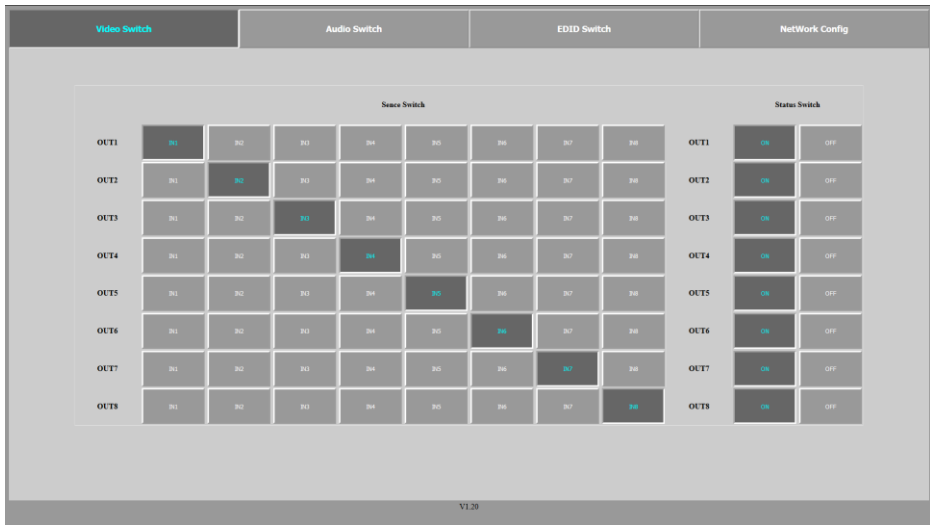 Video Switch Audio Switch EDID Switch NetWork Config
Sence Switch Status Switch
OUT1 IN1 IN2 IN3 IN4 IN5 IN6 IN7 IN8 OUT1 ON OFF
OUT2 IN1 IN2 IN3 IN4 IN5 IN6 IN7 IN8 OUT2 ON OFF
OUT3 IN1 IN2 IN3 IN4 IN5 IN6 IN7 IN8 OUT3 ON OFF
OUT4 IN1 IN2 IN3 IN4 IN5 IN6 IN7 IN8 OUT4 ON OFF
OUT5 IN1 IN2 IN3 IN4 IN5 IN6 IN7 IN8 OUT5 ON OFF
OUT6 IN1 IN2 IN3 IN4 IN5 IN6 IN7 IN8 OUT6 ON OFF
OUT7 IN1 IN2 IN3 IN4 IN5 IN6 IN7 IN8 OUT7 ON OFF
OUT8 IN1 IN2 IN3 IN4 IN5 IN6 IN7 IN8 OUT8 ON OFF
V1.20